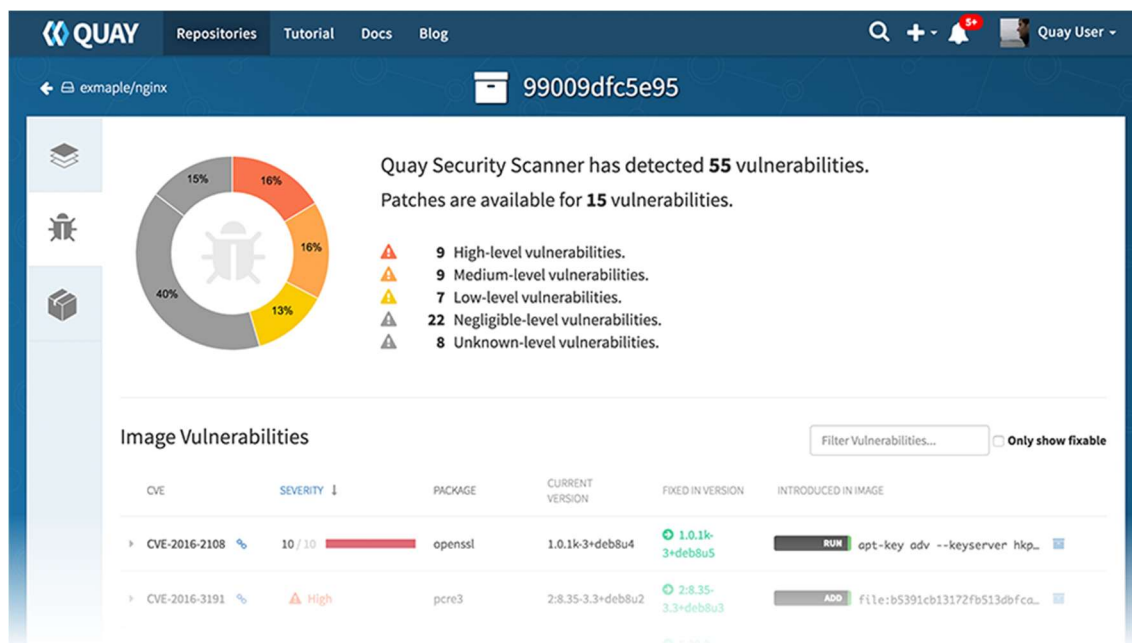 QUAY Repositories Tutorial Docs Blog 5+ Quay User
exmaple/nginx 99009dfc5e95
Quay Security Scanner has detected 55 vulnerabilities.
Patches are available for 15 vulnerabilities.
15% 16%
16%
40%
13%
9 High-level vulnerabilities.
9 Medium-level vulnerabilities.
7 Low-level vulnerabilities.
22 Negligible-level vulnerabilities.
8 Unknown-level vulnerabilities.
Image Vulnerabilities Filter Vulnerabilities... Only show fixable
CVE SEVERITY ↓ PACKAGE CURRENT VERSION FIXED IN VERSION INTRODUCED IN IMAGE
CVE-2016-2108 10 / 10 openssl 1.0.1k-3+deb8u4 1.0.1k-
3+deb8u5 RUN apt-key adv --keyserver hkp…
CVE-2016-3191 High pcre3 2:8.35-3.3+deb8u2 2:8.35-
3.3+deb8u3 ADD file:b5391cb13172fb513dbfca…